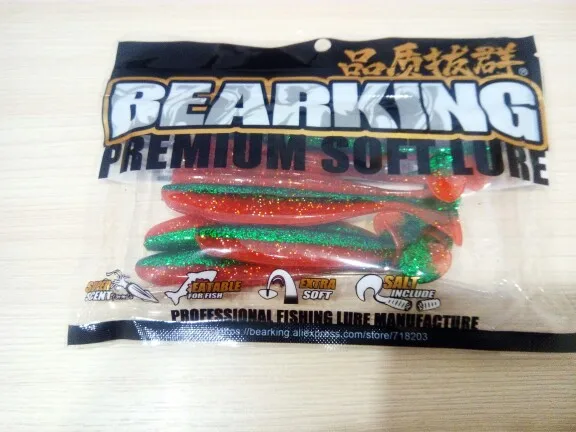 品质拔群®
BEARKING
PREMIUM SOFT LURE
SUPER SCENT
EATABLE FOR FISH
EXTRA SOFT
SALT INCLUDE
PROFESSIONAL FISHING LURE MANUFACTURE
https://bearking.aliexpress.com/store/718203